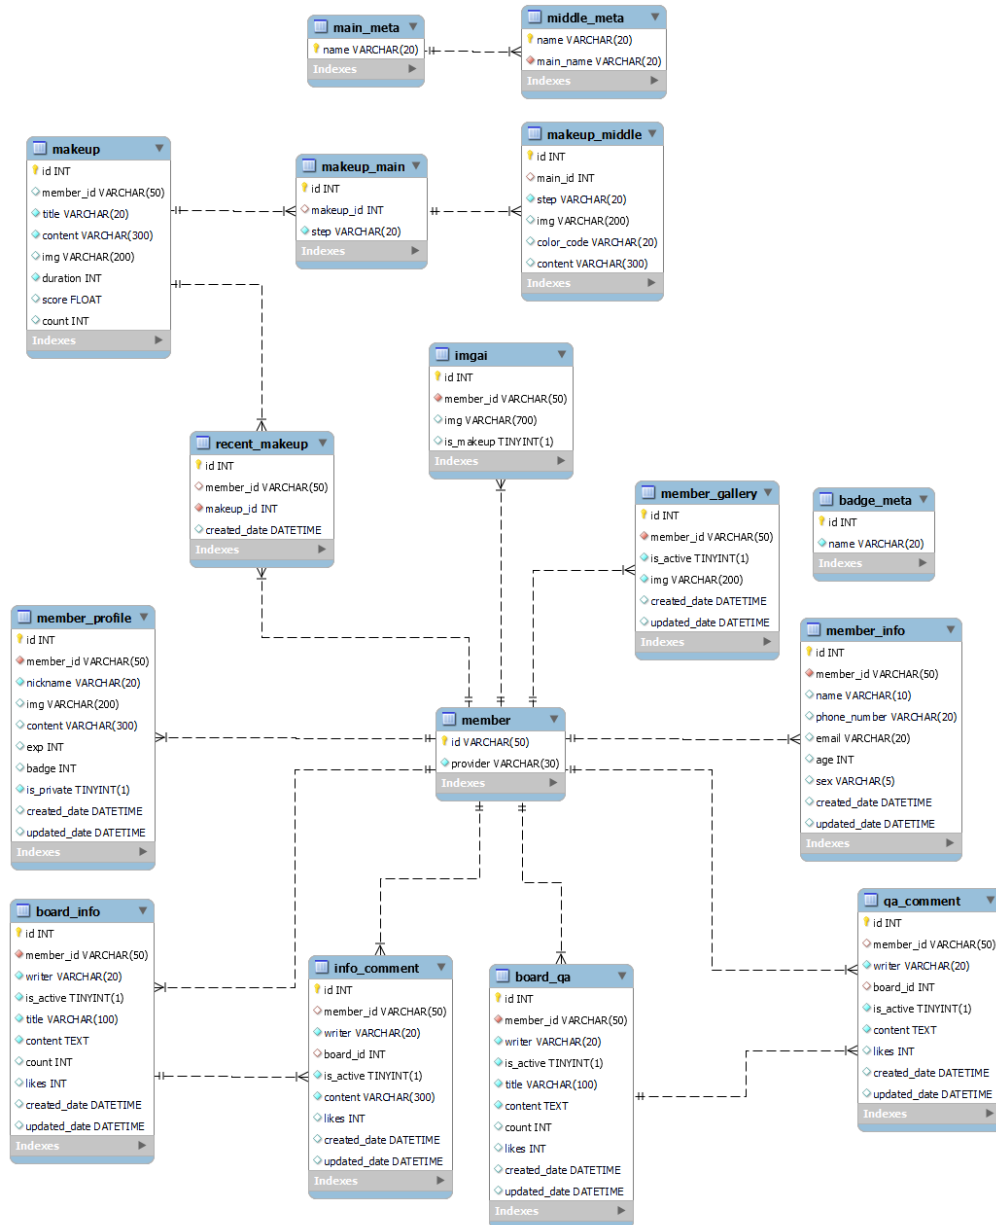 main_meta
name VARCHAR(20)
Indexes
middle_meta
name VARCHAR(20)
main_name VARCHAR(20)
Indexes
makeup
id INT
member_id VARCHAR(50)
title VARCHAR(20)
content VARCHAR(300)
img VARCHAR(200)
duration INT
score FLOAT
count INT
Indexes
makeup_main
id INT
makeup_id INT
step VARCHAR(20)
Indexes
makeup_middle
id INT
main_id INT
step VARCHAR(20)
img VARCHAR(200)
color_code VARCHAR(20)
content VARCHAR(300)
Indexes
imgai
id INT
member_id VARCHAR(50)
img VARCHAR(700)
is_makeup TINYINT(1)
Indexes
recent_makeup
id INT
member_id VARCHAR(50)
makeup_id INT
created_date DATETIME
Indexes
member_gallery
id INT
member_id VARCHAR(50)
is_active TINYINT(1)
img VARCHAR(200)
created_date DATETIME
updated_date DATETIME
Indexes
badge_meta
id INT
name VARCHAR(20)
Indexes
member_profile
id INT
member_id VARCHAR(50)
nickname VARCHAR(20)
img VARCHAR(200)
content VARCHAR(300)
exp INT
badge INT
is_private TINYINT(1)
created_date DATETIME
updated_date DATETIME
Indexes
member
id VARCHAR(50)
provider VARCHAR(30)
Indexes
member_info
id INT
member_id VARCHAR(50)
name VARCHAR(10)
phone_number VARCHAR(20)
email VARCHAR(20)
age INT
sex VARCHAR(5)
created_date DATETIME
updated_date DATETIME
Indexes
board_info
id INT
member_id VARCHAR(50)
writer VARCHAR(20)
is_active TINYINT(1)
title VARCHAR(100)
content TEXT
count INT
likes INT
created_date DATETIME
updated_date DATETIME
Indexes
info_comment
id INT
member_id VARCHAR(50)
writer VARCHAR(20)
board_id INT
is_active TINYINT(1)
content VARCHAR(300)
likes INT
created_date DATETIME
updated_date DATETIME
Indexes
board_qa
id INT
member_id VARCHAR(50)
writer VARCHAR(20)
is_active TINYINT(1)
title VARCHAR(100)
content TEXT
count INT
likes INT
created_date DATETIME
updated_date DATETIME
Indexes
qa_comment
id INT
member_id VARCHAR(50)
writer VARCHAR(20)
board_id INT
is_active TINYINT(1)
content TEXT
likes INT
created_date DATETIME
updated_date DATETIME
Indexes